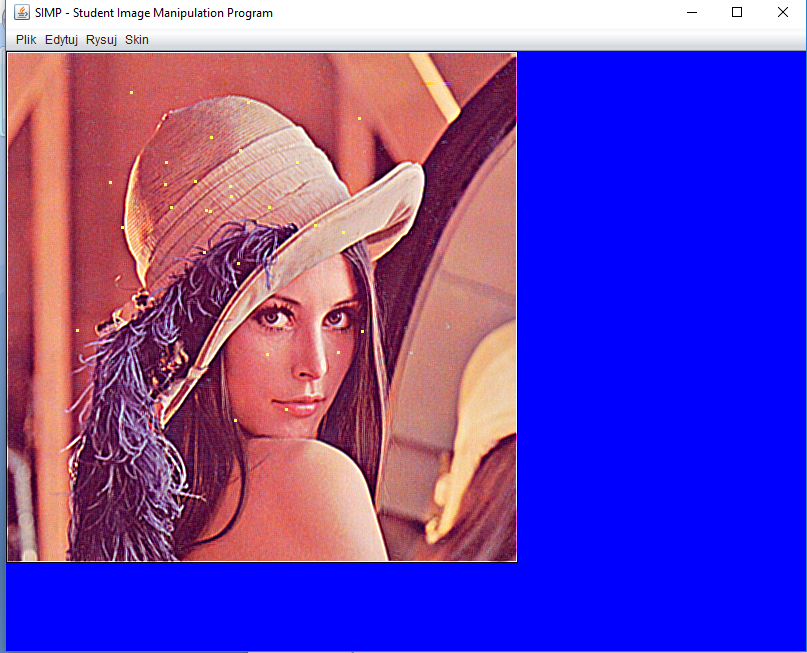 SIMP - Student Image Manipulation Program
Plik Edytuj Rysuj Skin